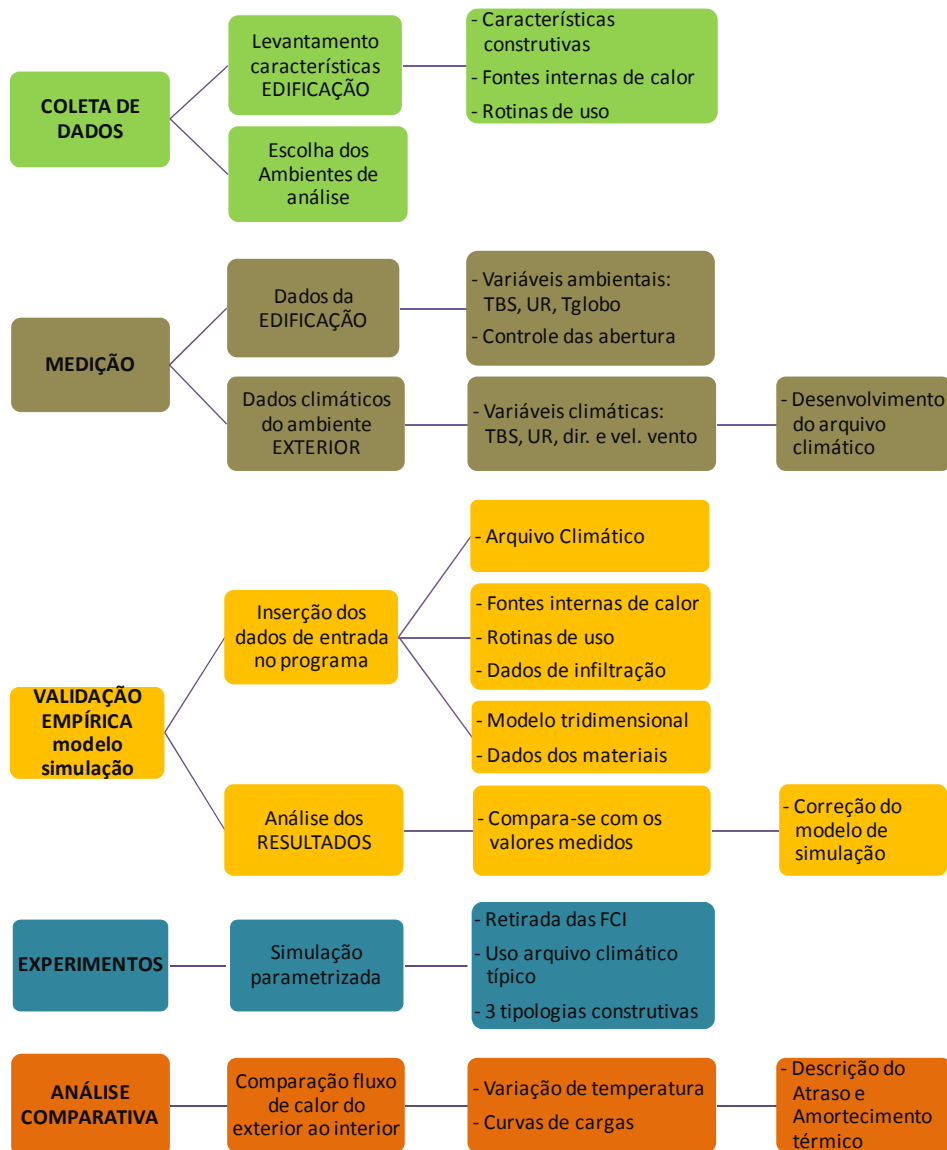 COLETA DE
DADOS
Levantamento
características
EDIFICAÇÃO
- Características
construtivas
- Fontes internas de calor
- Rotinas de uso
Escolha dos
Ambientes de
análise
MEDIÇÃO
Dados da
EDIFICAÇÃO
- Variáveis ambientais:
TBS, UR, Tglobo
- Controle das abertura
Dados climáticos
do ambiente
EXTERIOR
- Variáveis climáticas:
TBS, UR, dir. e vel. vento
- Desenvolvimento
do arquivo
climático
VALIDAÇÃO
EMPÍRICA
modelo
simulação
Inserção dos
dados de entrada
no programa
- Arquivo Climático
- Fontes internas de calor
- Rotinas de uso
- Dados de infiltração
- Modelo tridimensional
- Dados dos materiais
Análise dos
RESULTADOS
- Compara-se com os
valores medidos
- Correção do
modelo de
simulação
EXPERIMENTOS
Simulação
parametrizada
- Retirada das FCI
- Uso arquivo climático
típico
- 3 tipologias construtivas
ANÁLISE
COMPARATIVA
Comparação fluxo
de calor do
exterior ao interior
- Variação de temperatura
- Curvas de cargas
- Descrição do
Atraso e
Amortecimento
térmico